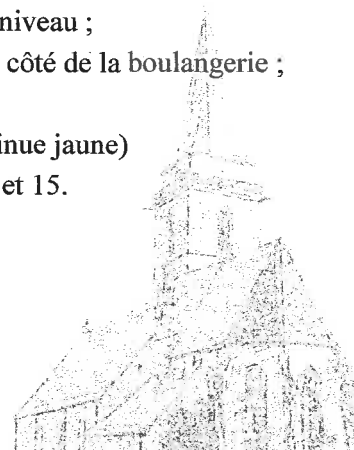 niveau ;
côté de la boulangerie ;
inue jaune)
et 15.